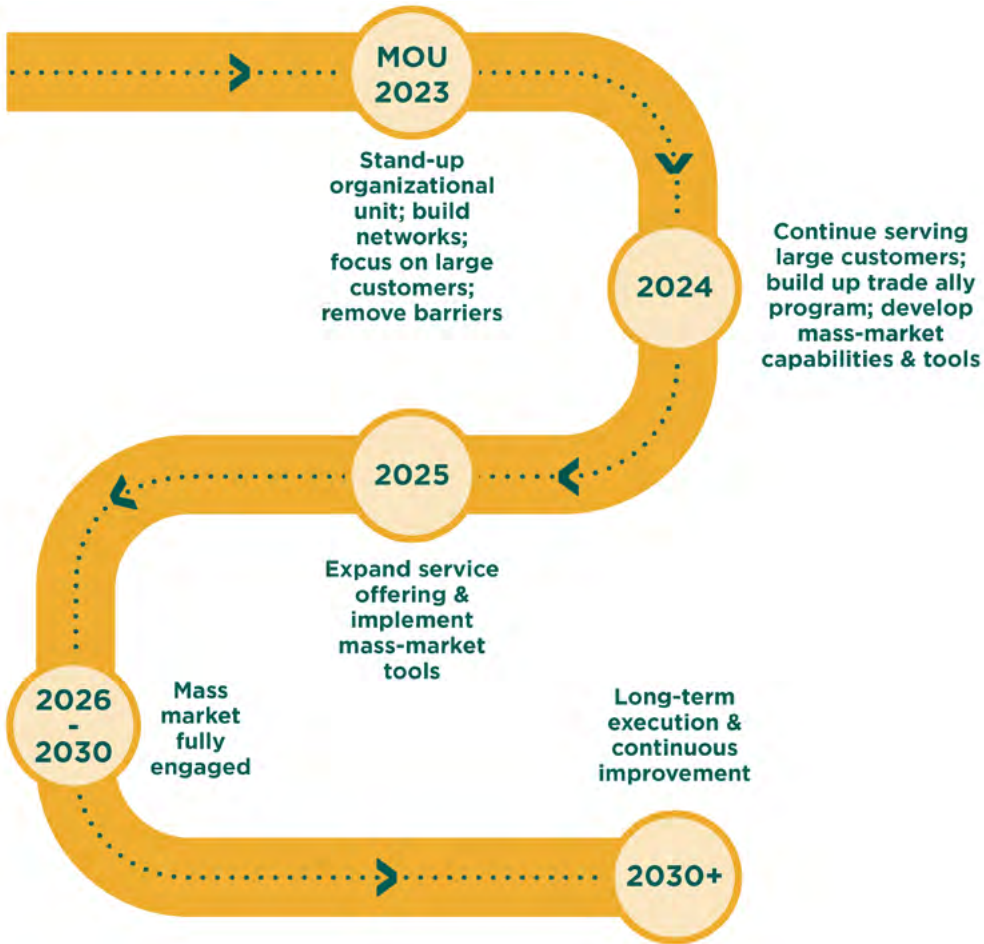 MOU
2023
Stand-up
organizational
unit; build
networks;
focus on large
customers;
remove barriers
2024
Continue serving
large customers;
build up trade ally
program; develop
mass-market
capabilities & tools
2025
Expand service
offering &
implement
mass-market
tools
2026
-
2030
Mass
market
fully
engaged
Long-term
execution &
continuous
improvement
2030+